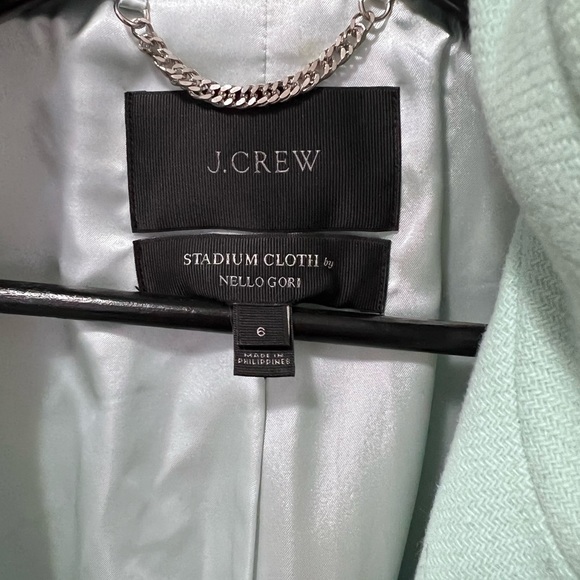 J.CREW
STADIUM CLOTH by
NELLO GORI
6
MADE IN
PHILIPPINES